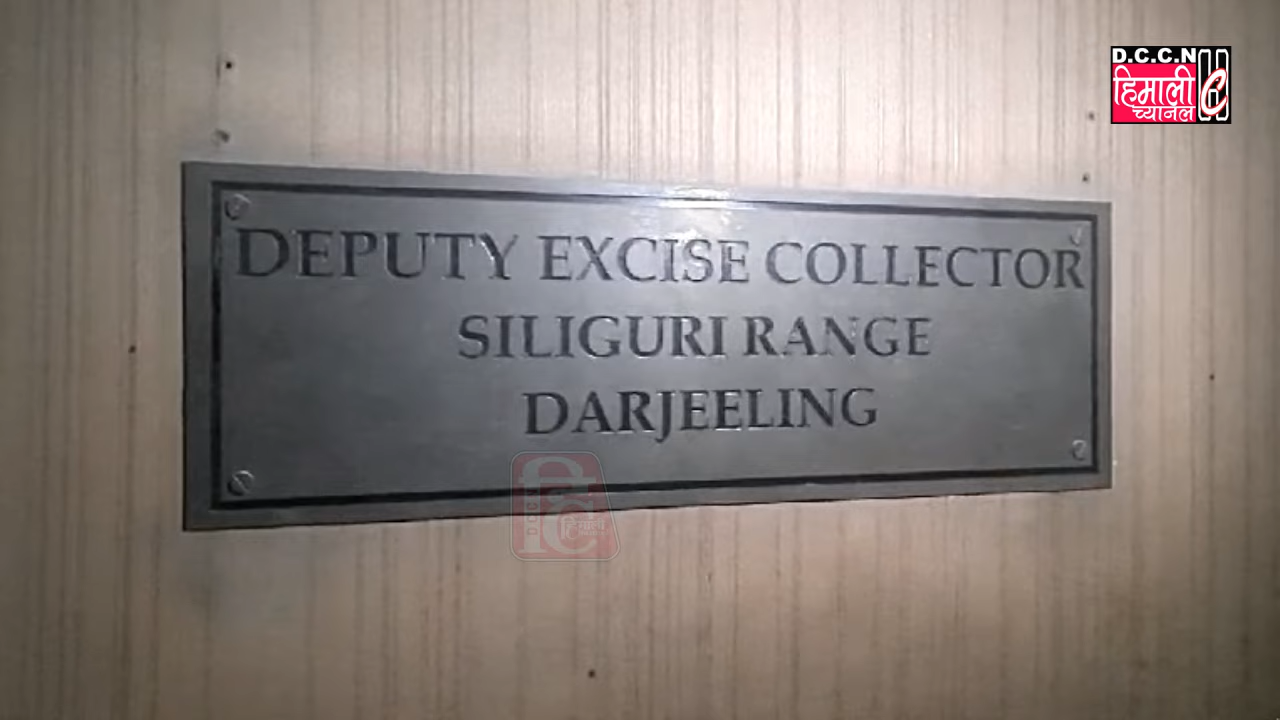 D.C.C.N
हिमाली
च्यानल
DEPUTY EXCISE COLLECTOR
SILIGURI RANGE
DARJEELING